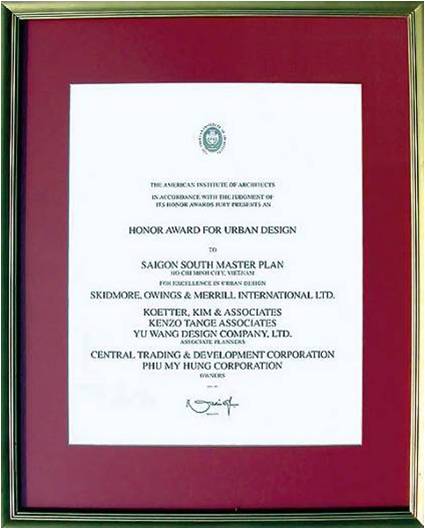 THE AMERICAN INSTITUTE OF ARCHITECTS
IN ACCORDANCE WITH THE JUDGMENT OF
ITS HONOR AWARDS JURY PRESENTS AN
HONOR AWARD FOR URBAN DESIGN
TO
SAIGON SOUTH MASTER PLAN
HO CHI MINH CITY, VIETNAM
FOR EXCELLENCE IN URBAN DESIGN
SKIDMORE, OWINGS & MERRILL INTERNATIONAL LTD.
KOETTER, KIM & ASSOCIATES
KENZO TANGE ASSOCIATES
YU WANG DESIGN COMPANY, LTD.
ASSOCIATE PLANNERS
CENTRAL TRADING & DEVELOPMENT CORPORATION
PHU MY HUNG CORPORATION
OWNERS